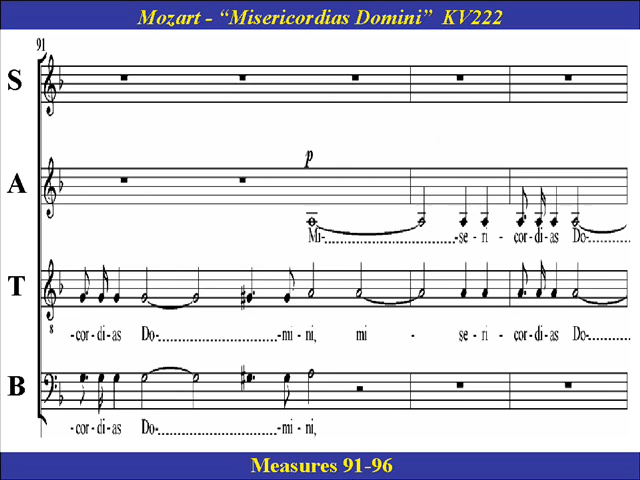 Mozart - “Misericordias Domini” KV222
91
S
p
A
Mi-......................-se - ri - cor-di-as Do-..........
T
8
-cor-di-as Do-......................-mi-ni, mi - se-ri - cor-di-as Do-..........
B
-cor-di-as Do-......................-mi - ni,
Measures 91-96